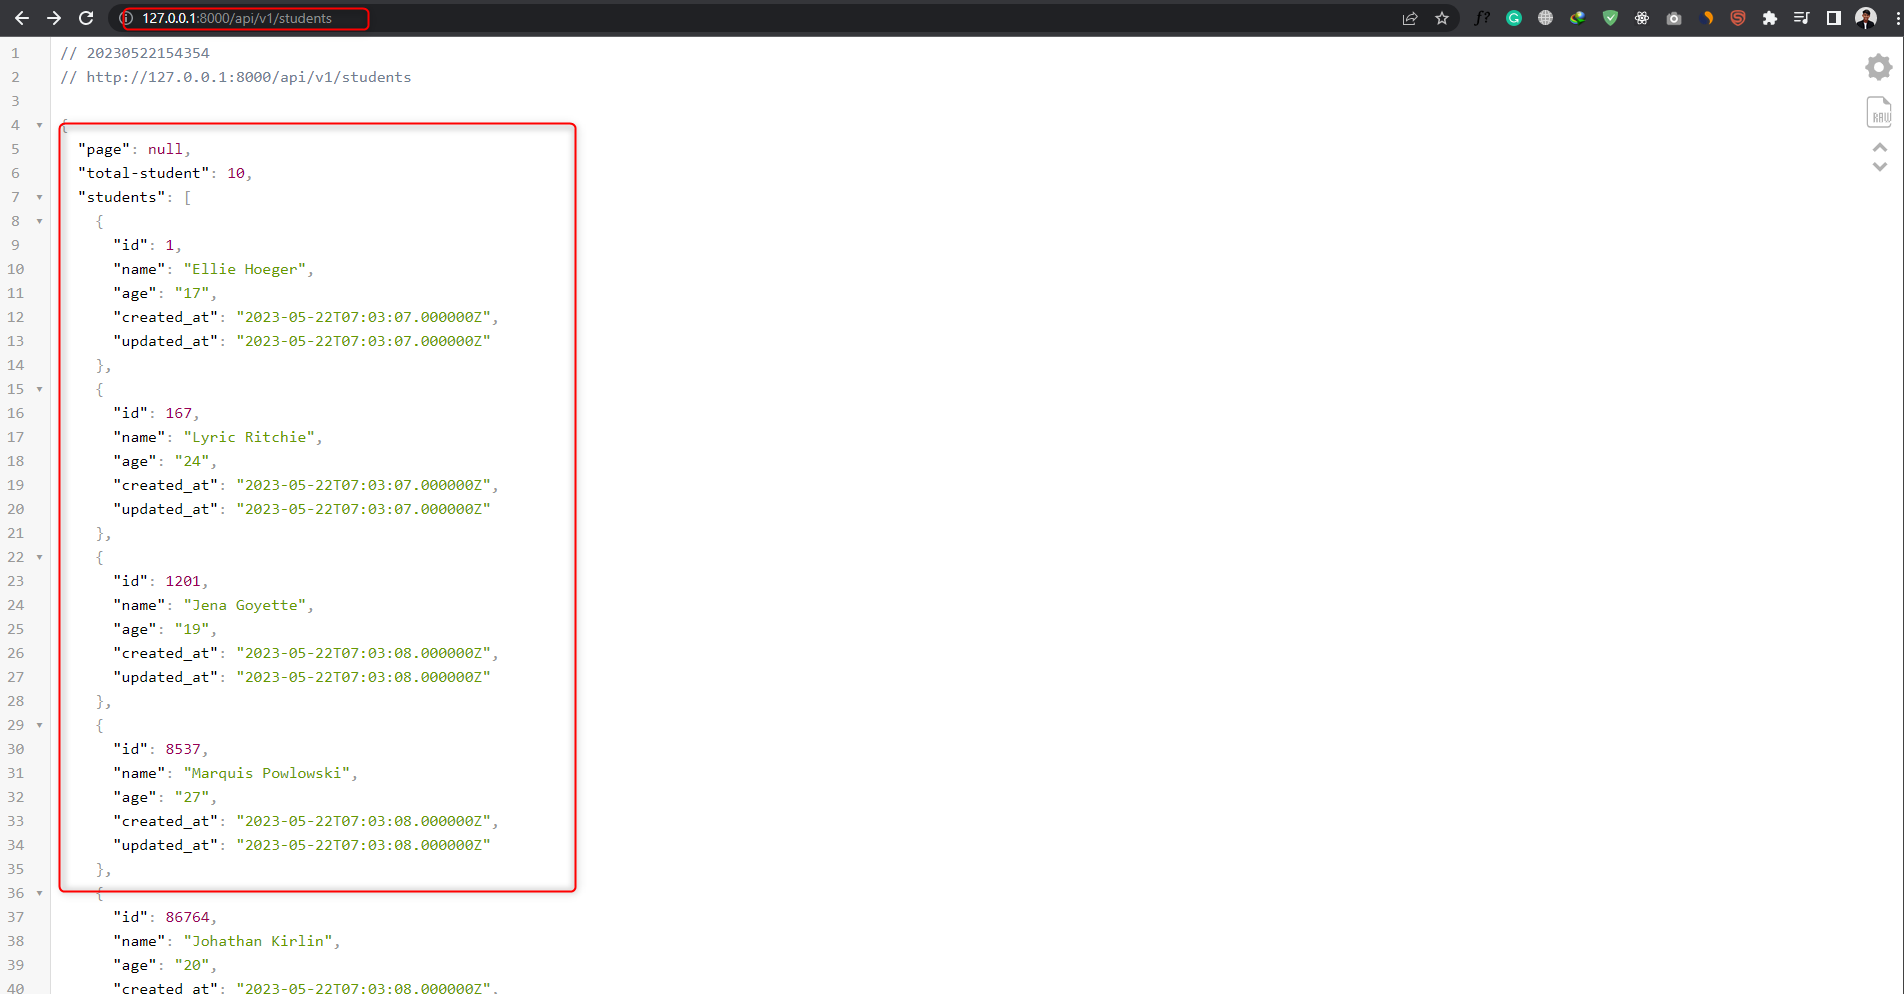 127.0.0.1:8000/api/v1/students
1 // 20230522154354
2 // http://127.0.0.1:8000/api/v1/students
3
4 {
5 "page": null,
6 "total-student": 10,
7 "students": [
8 {
9 "id": 1,
10 "name": "Ellie Hoeger",
11 "age": "17",
12 "created_at": "2023-05-22T07:03:07.000000Z",
13 "updated_at": "2023-05-22T07:03:07.000000Z"
14 },
15 {
16 "id": 167,
17 "name": "Lyric Ritchie",
18 "age": "24",
19 "created_at": "2023-05-22T07:03:07.000000Z",
20 "updated_at": "2023-05-22T07:03:07.000000Z"
21 },
22 {
23 "id": 1201,
24 "name": "Jena Goyette",
25 "age": "19",
26 "created_at": "2023-05-22T07:03:08.000000Z",
27 "updated_at": "2023-05-22T07:03:08.000000Z"
28 },
29 {
30 "id": 8537,
31 "name": "Marquis Powlowski",
32 "age": "27",
33 "created_at": "2023-05-22T07:03:08.000000Z",
34 "updated_at": "2023-05-22T07:03:08.000000Z"
35 },
36 {
37 "id": 86764,
38 "name": "Johathan Kirlin",
39 "age": "20",
40 "created_at": "2023-05-22T07:03:08.000000Z",
f?
RAW